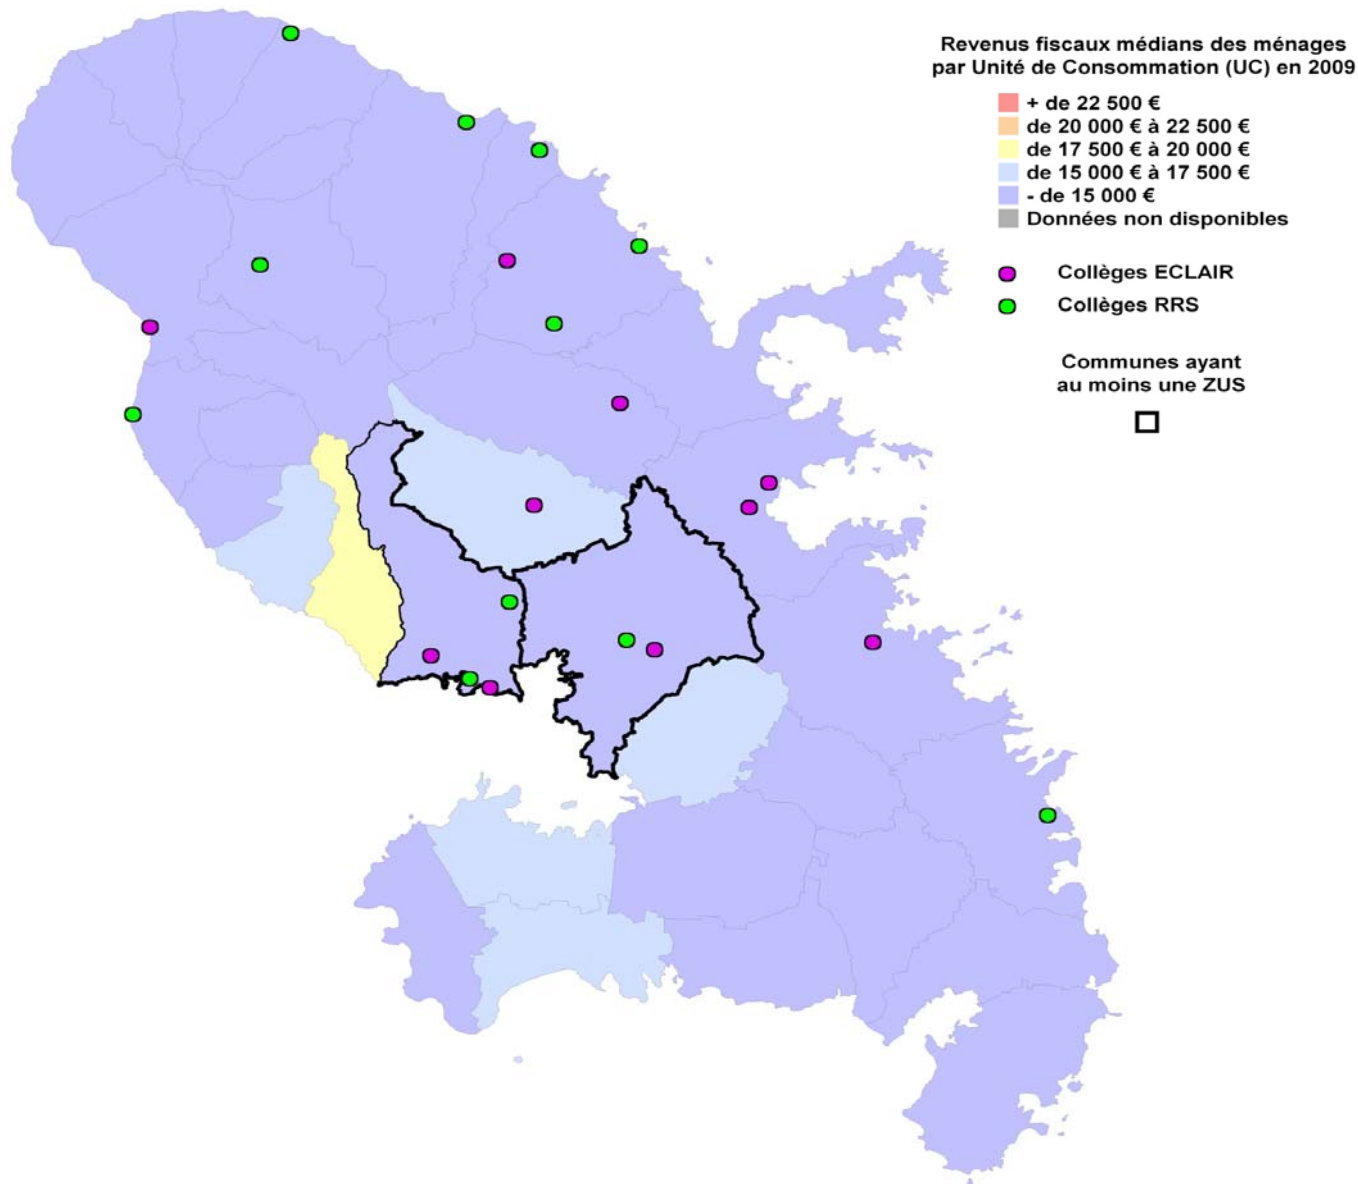 Revenus fiscaux médians des ménages
par Unité de Consommation (UC) en 2009
+ de 22 500 €
de 20 000 € à 22 500 €
de 17 500 € à 20 000 €
de 15 000 € à 17 500 €
- de 15 000 €
Données non disponibles
Collèges ECLAIR
Collèges RRS
Communes ayant
au moins une ZUS